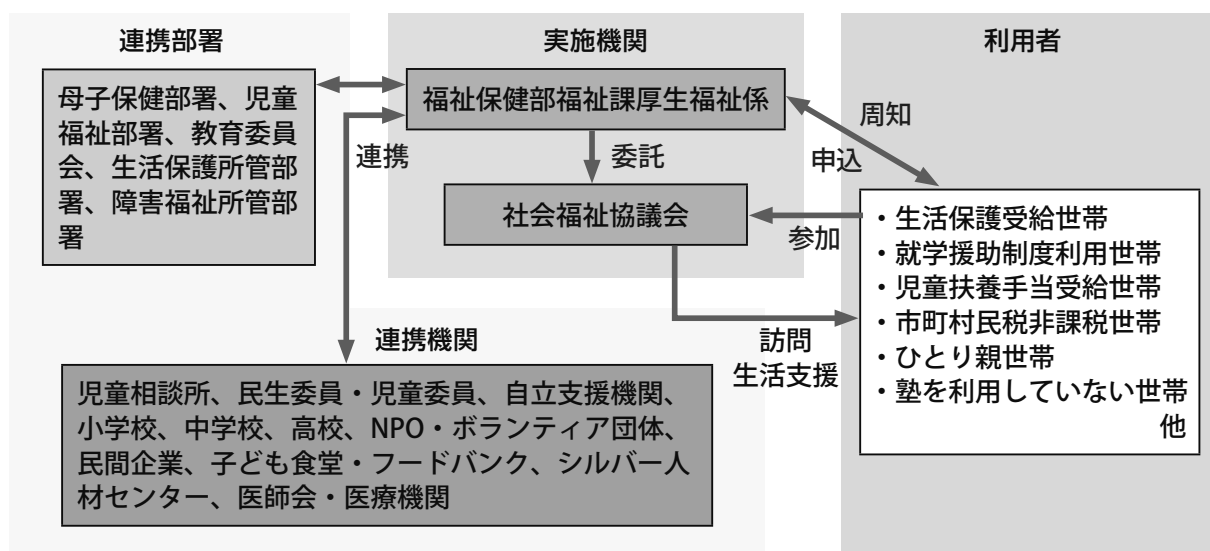 連携部署
母子保健部署、児童
福祉部署、教育委員
会、生活保護所管部
署、障害福祉所管部
署
実施機関
福祉保健部福祉課厚生福祉係
連携
委託
社会福祉協議会
利用者
周知
申込
参加
・生活保護受給世帯
・就学援助制度利用世帯
・児童扶養手当受給世帯
・市町村民税非課税世帯
・ひとり親世帯
・塾を利用していない世帯
他
訪問
生活支援
連携機関
児童相談所、民生委員・児童委員、自立支援機関、
小学校、中学校、高校、NPO・ボランティア団体、
民間企業、子ども食堂・フードバンク、シルバー人
材センター、医師会・医療機関